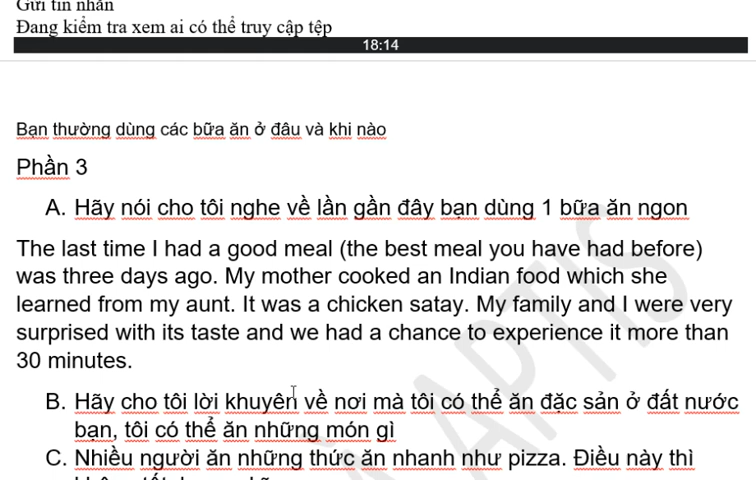 Gửi tin nhắn
Đang kiểm tra xem ai có thể truy cập tệp
18:14
Bạn thường dùng các bữa ăn ở đâu và khi nào
Phần 3
A. Hãy nói cho tôi nghe về lần gần đây bạn dùng 1 bữa ăn ngon
The last time I had a good meal (the best meal you have had before)
was three days ago. My mother cooked an Indian food which she
learned from my aunt. It was a chicken satay. My family and I were very
surprised with its taste and we had a chance to experience it more than
30 minutes.
B. Hãy cho tôi lời khuyên về nơi mà tôi có thể ăn đặc sản ở đất nước
bạn, tôi có thể ăn những món gì
C. Nhiều người ăn những thức ăn nhanh như pizza. Điều này thì
APTIS